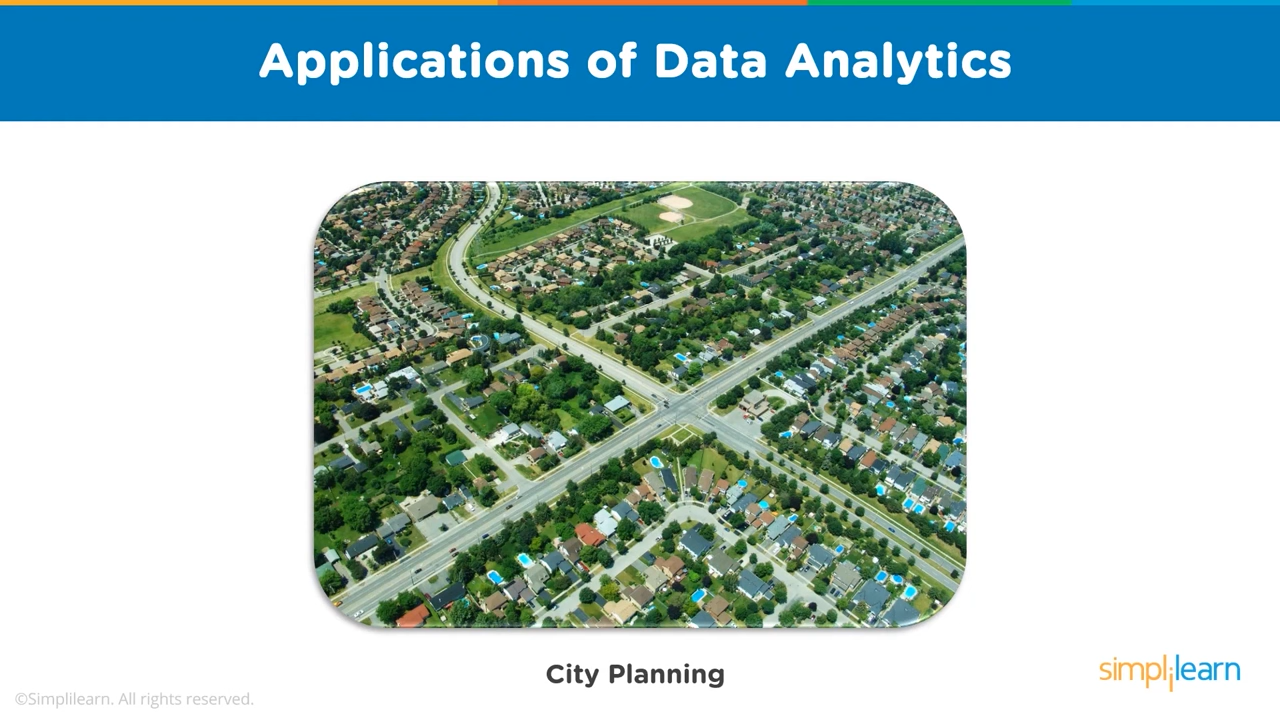 Applications of Data Analytics
City Planning
simplilearn
©Simplilearn. All rights reserved.